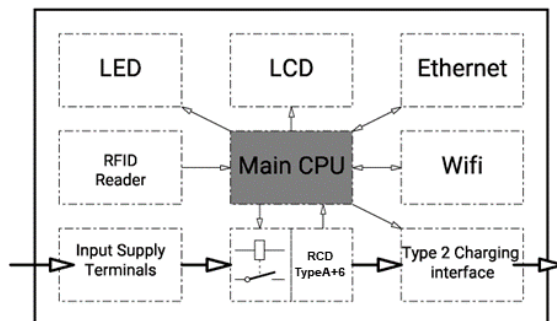 LED
LCD
Ethernet
RFID
Reader
Main CPU
Wifi
Input Supply
Terminals
RCD
TypeA+6
Type 2 Charging
interface